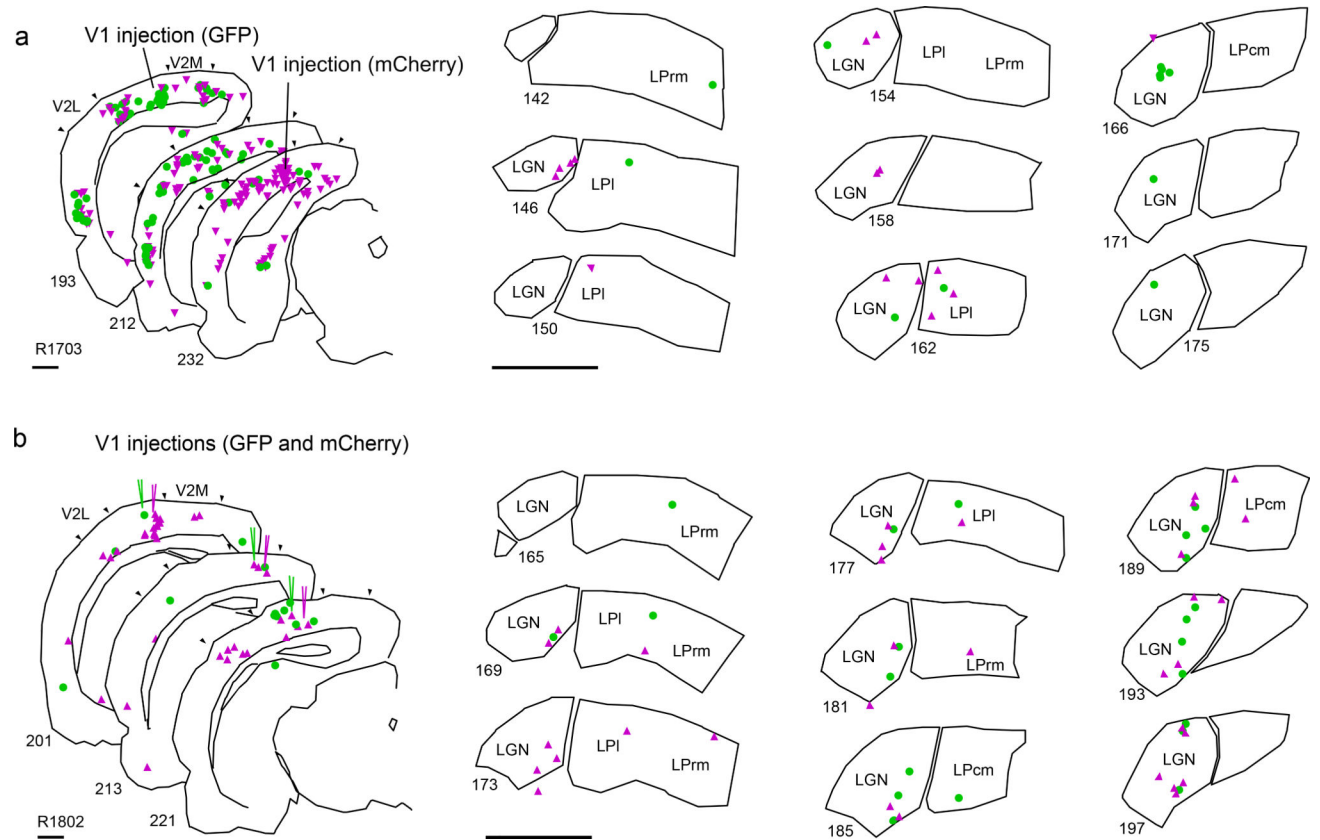 a
V1 injection (GFP)
V2M
V1 injection (mCherry)
V2L
193
212
232
R1703
LPrm
142
LGN
LPl
146
LGN
LPl
150
LGN
LPl
LPrm
154
LGN
158
LGN
LPl
162
LPcm
LGN
166
LGN
171
LGN
175
b
V1 injections (GFP and mCherry)
V2M
V2L
201
213
221
R1802
LGN
LPrm
165
LGN
LPl
LPrm
169
LGN
LPl
LPrm
173
LGN
LPl
177
LGN
LPrm
181
LGN
LPcm
185
LGN
LPcm
189
LGN
193
LGN
197